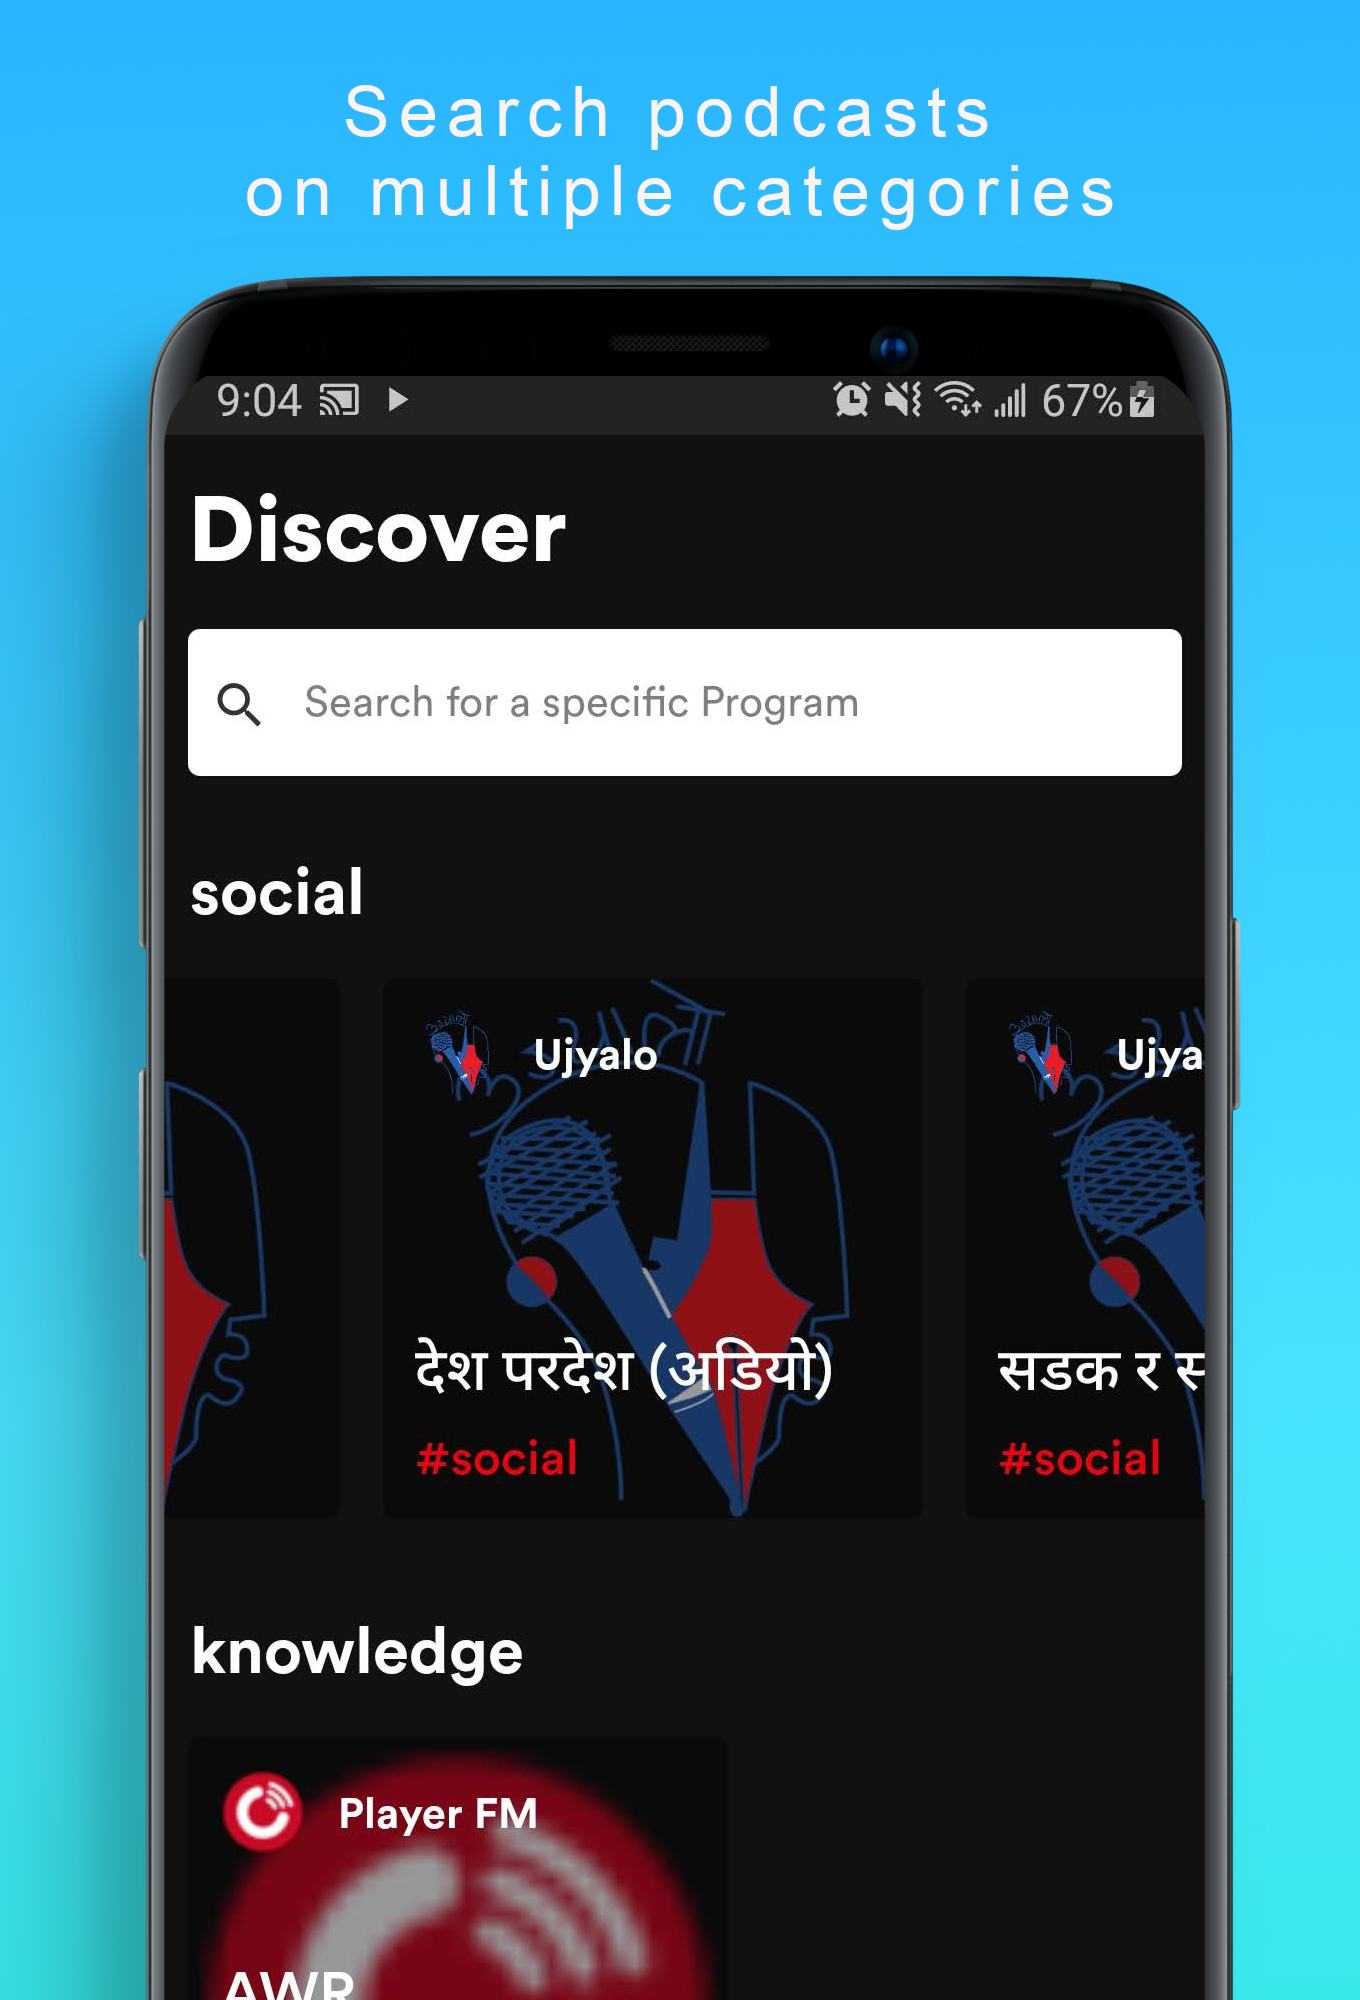 Search podcasts
on multiple categories
9:04
67%
Discover
Search for a specific Program
social
Ujyalo
Ujya
देश परदेश (अडियो)
सडक र स
#social
#social
knowledge
Player FM
AWR